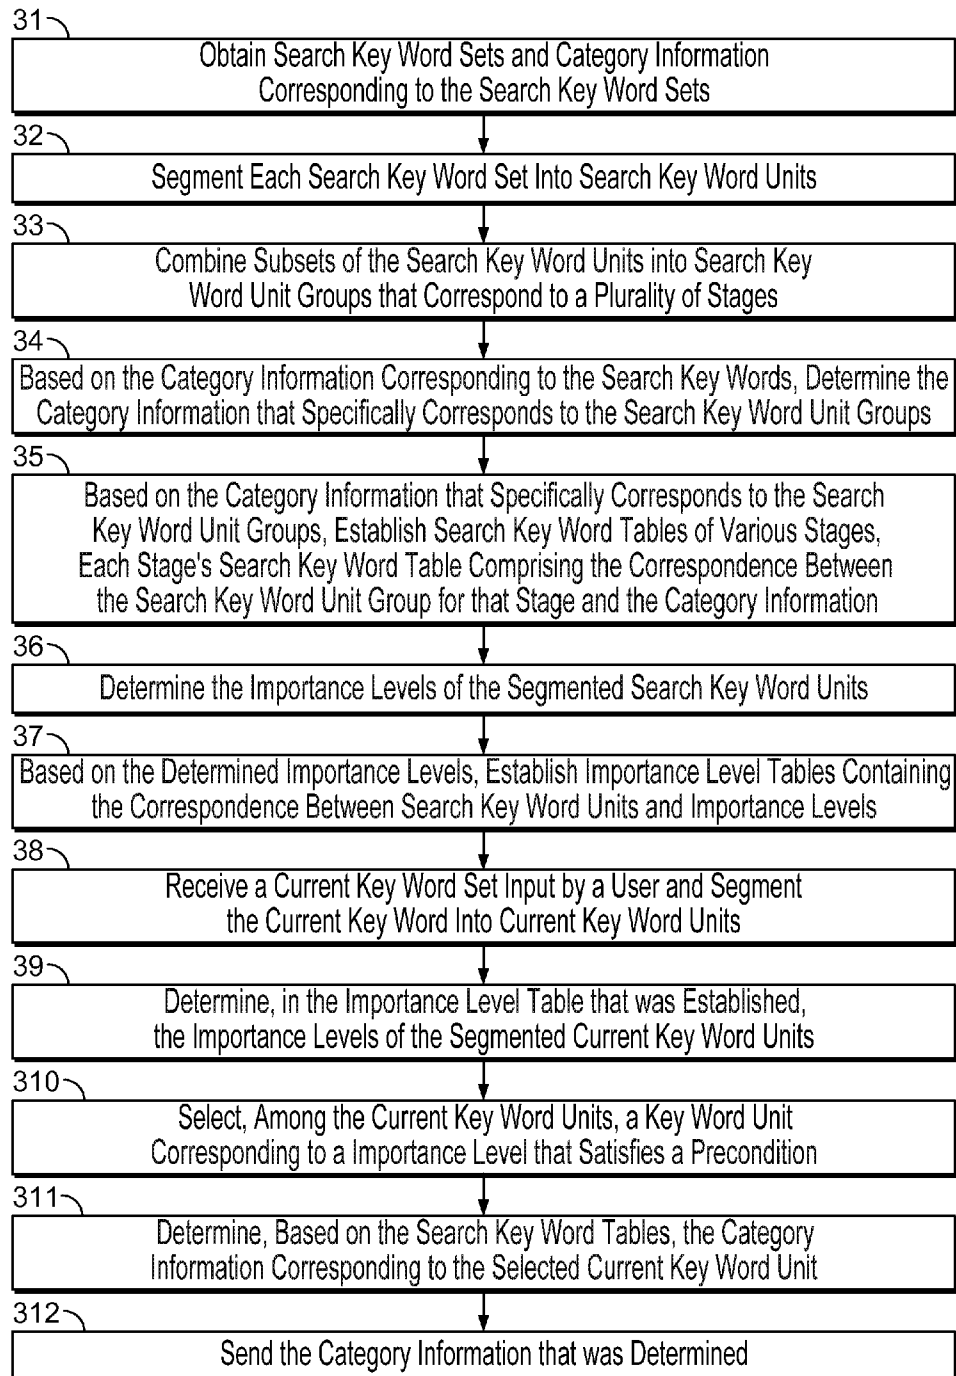 31
Obtain Search Key Word Sets and Category Information
Corresponding to the Search Key Word Sets
32
Segment Each Search Key Word Set Into Search Key Word Units
33
Combine Subsets of the Search Key Word Units into Search Key
Word Unit Groups that Correspond to a Plurality of Stages
34
Based on the Category Information Corresponding to the Search Key Words, Determine the
Category Information that Specifically Corresponds to the Search Key Word Unit Groups
35
Based on the Category Information that Specifically Corresponds to the Search
Key Word Unit Groups, Establish Search Key Word Tables of Various Stages,
Each Stage's Search Key Word Table Comprising the Correspondence Between
the Search Key Word Unit Group for that Stage and the Category Information
36
Determine the Importance Levels of the Segmented Search Key Word Units
37
Based on the Determined Importance Levels, Establish Importance Level Tables Containing
the Correspondence Between Search Key Word Units and Importance Levels
38
Receive a Current Key Word Set Input by a User and Segment
the Current Key Word Into Current Key Word Units
39
Determine, in the Importance Level Table that was Established,
the Importance Levels of the Segmented Current Key Word Units
310
Select, Among the Current Key Word Units, a Key Word Unit
Corresponding to a Importance Level that Satisfies a Precondition
311
Determine, Based on the Search Key Word Tables, the Category
Information Corresponding to the Selected Current Key Word Unit
312
Send the Category Information that was Determined